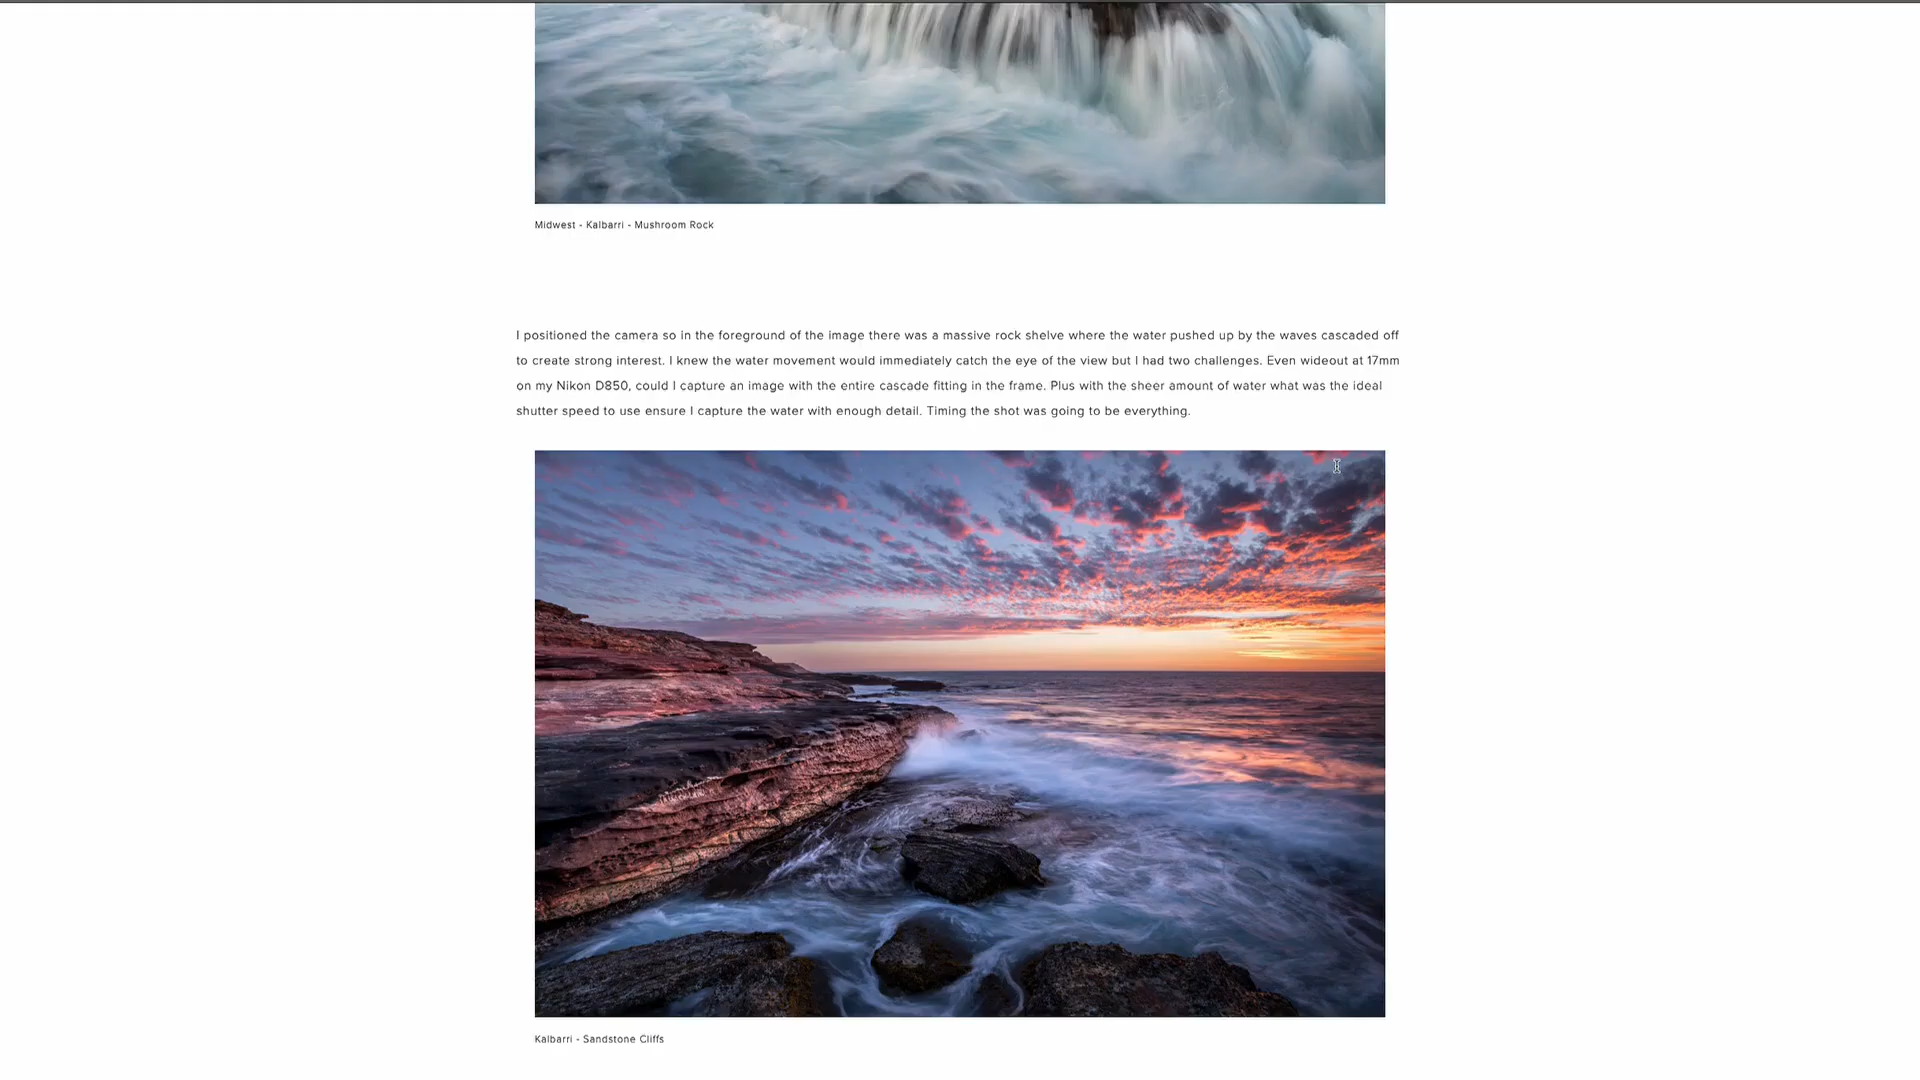 Midwest - Kalbarri - Mushroom Rock
I positioned the camera so in the foreground of the image there was a massive rock shelve where the water pushed up by the waves cascaded off
to create strong interest. I knew the water movement would immediately catch the eye of the view but I had two challenges. Even wideout at 17mm
on my Nikon D850, could I capture an image with the entire cascade fitting in the frame. Plus with the sheer amount of water what was the ideal
shutter speed to use ensure I capture the water with enough detail. Timing the shot was going to be everything.
Kalbarri - Sandstone Cliffs